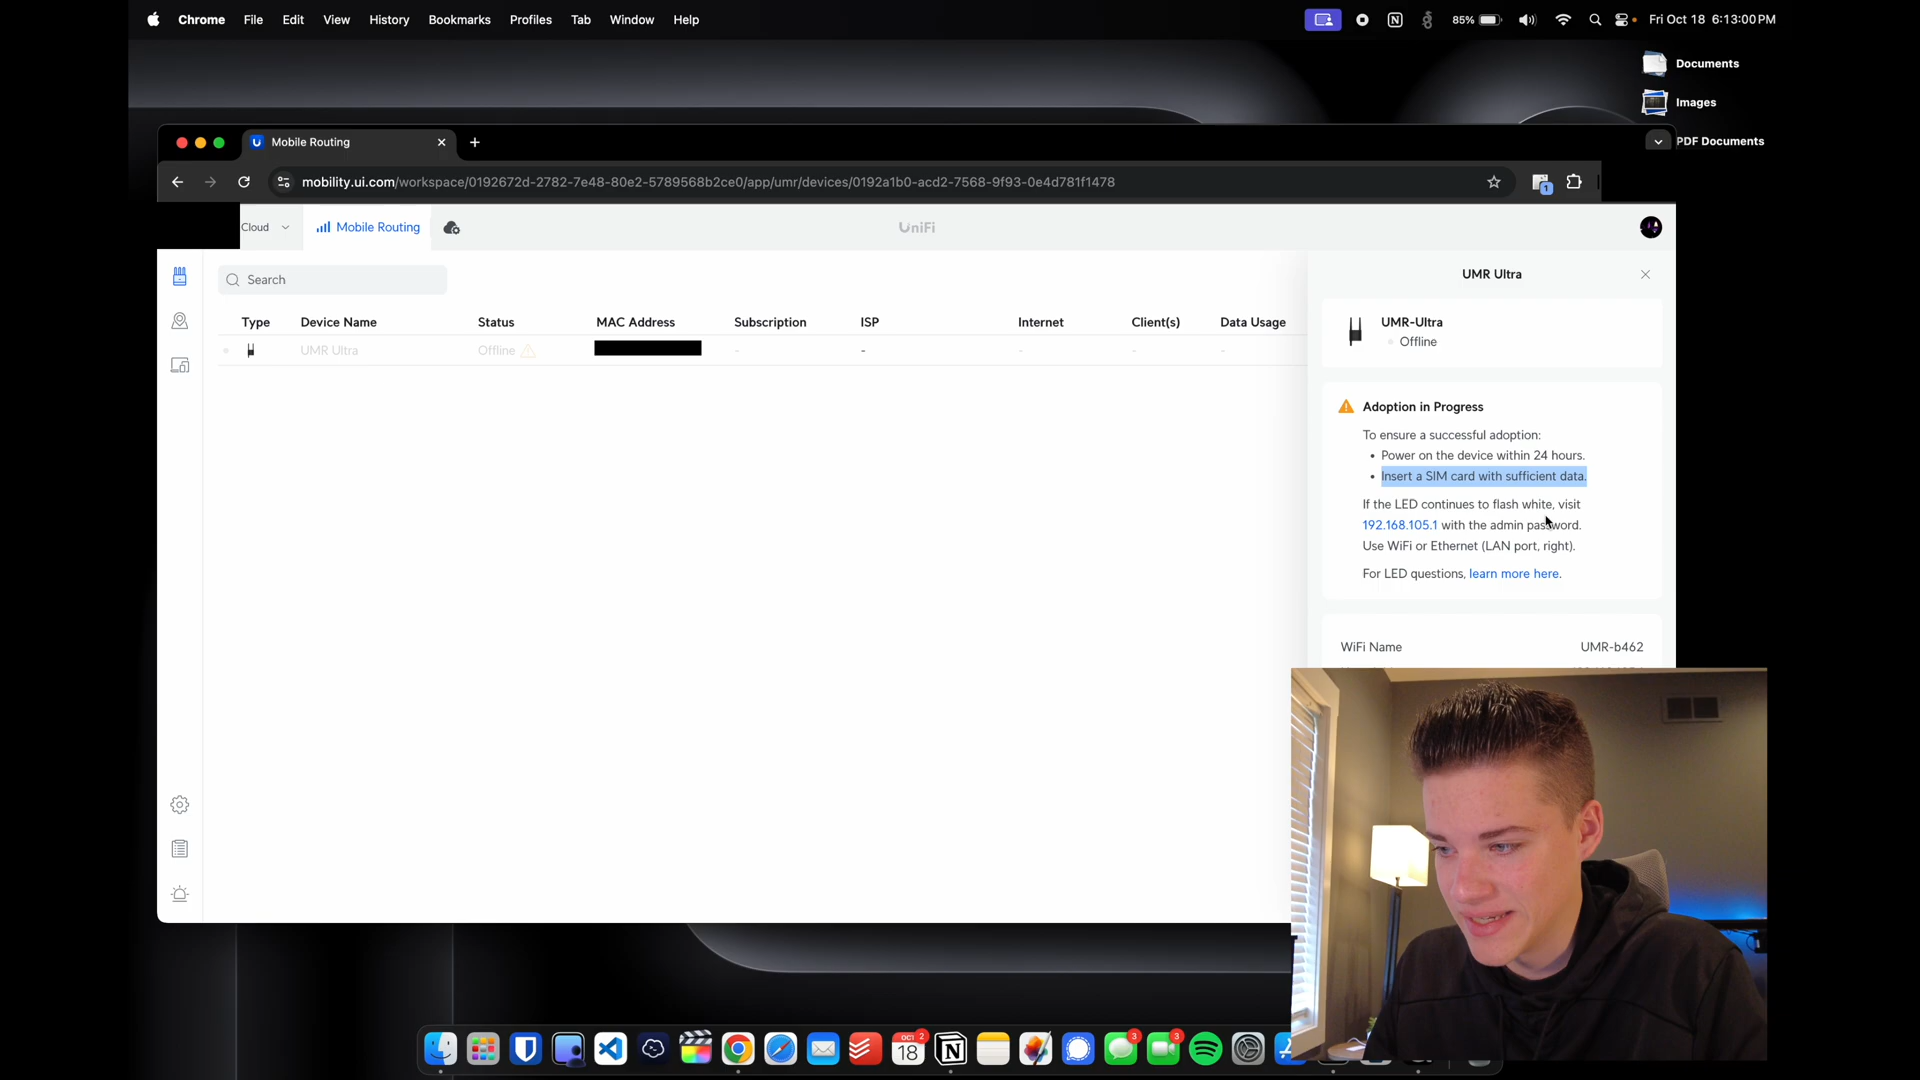 Chrome File Edit View History Bookmarks Profiles Tab Window Help 85% Fri Oct 18 6:13:00 PM
Documents
Images
PDF Documents
Mobile Routing
mobility.ui.com/workspace/0192672d-2782-7e48-80e2-5789568b2ce0/app/umr/devices/0192a1b0-acd2-7568-9f93-0e4d781f1478
1
Cloud Mobile Routing UniFi
Search
Type Device Name Status MAC Address Subscription ISP Internet Client(s) Data Usage
UMR Ultra Offline - - - - -
UMR Ultra
UMR-Ultra
Offline
Adoption in Progress
To ensure a successful adoption:
• Power on the device within 24 hours.
• Insert a SIM card with sufficient data.
If the LED continues to flash white, visit
192.168.105.1 with the admin password.
Use WiFi or Ethernet (LAN port, right).
For LED questions, learn more here.
WiFi Name UMR-b462
OCT 2
18
3
3